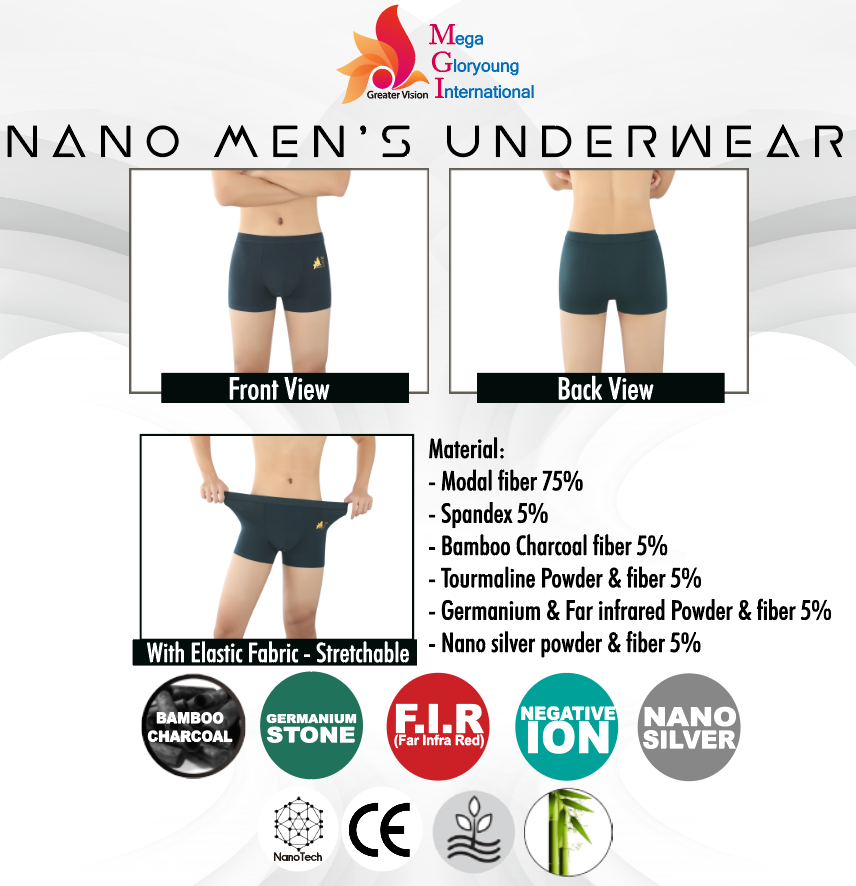 Mega
Gloryoung
International
Greater Vision
NANO MEN'S UNDERWEAR
Front View
Back View
Material:
- Modal fiber 75%
- Spandex 5%
- Bamboo Charcoal fiber 5%
- Tourmaline Powder & fiber 5%
- Germanium & Far infrared Powder & fiber 5%
- Nano silver powder & fiber 5%
With Elastic Fabric - Stretchable
BAMBOO
CHARCOAL
GERMANIUM
STONE
F.I.R
(Far Infra Red)
NEGATIVE
ION
NANO
SILVER
NanoTech
CE